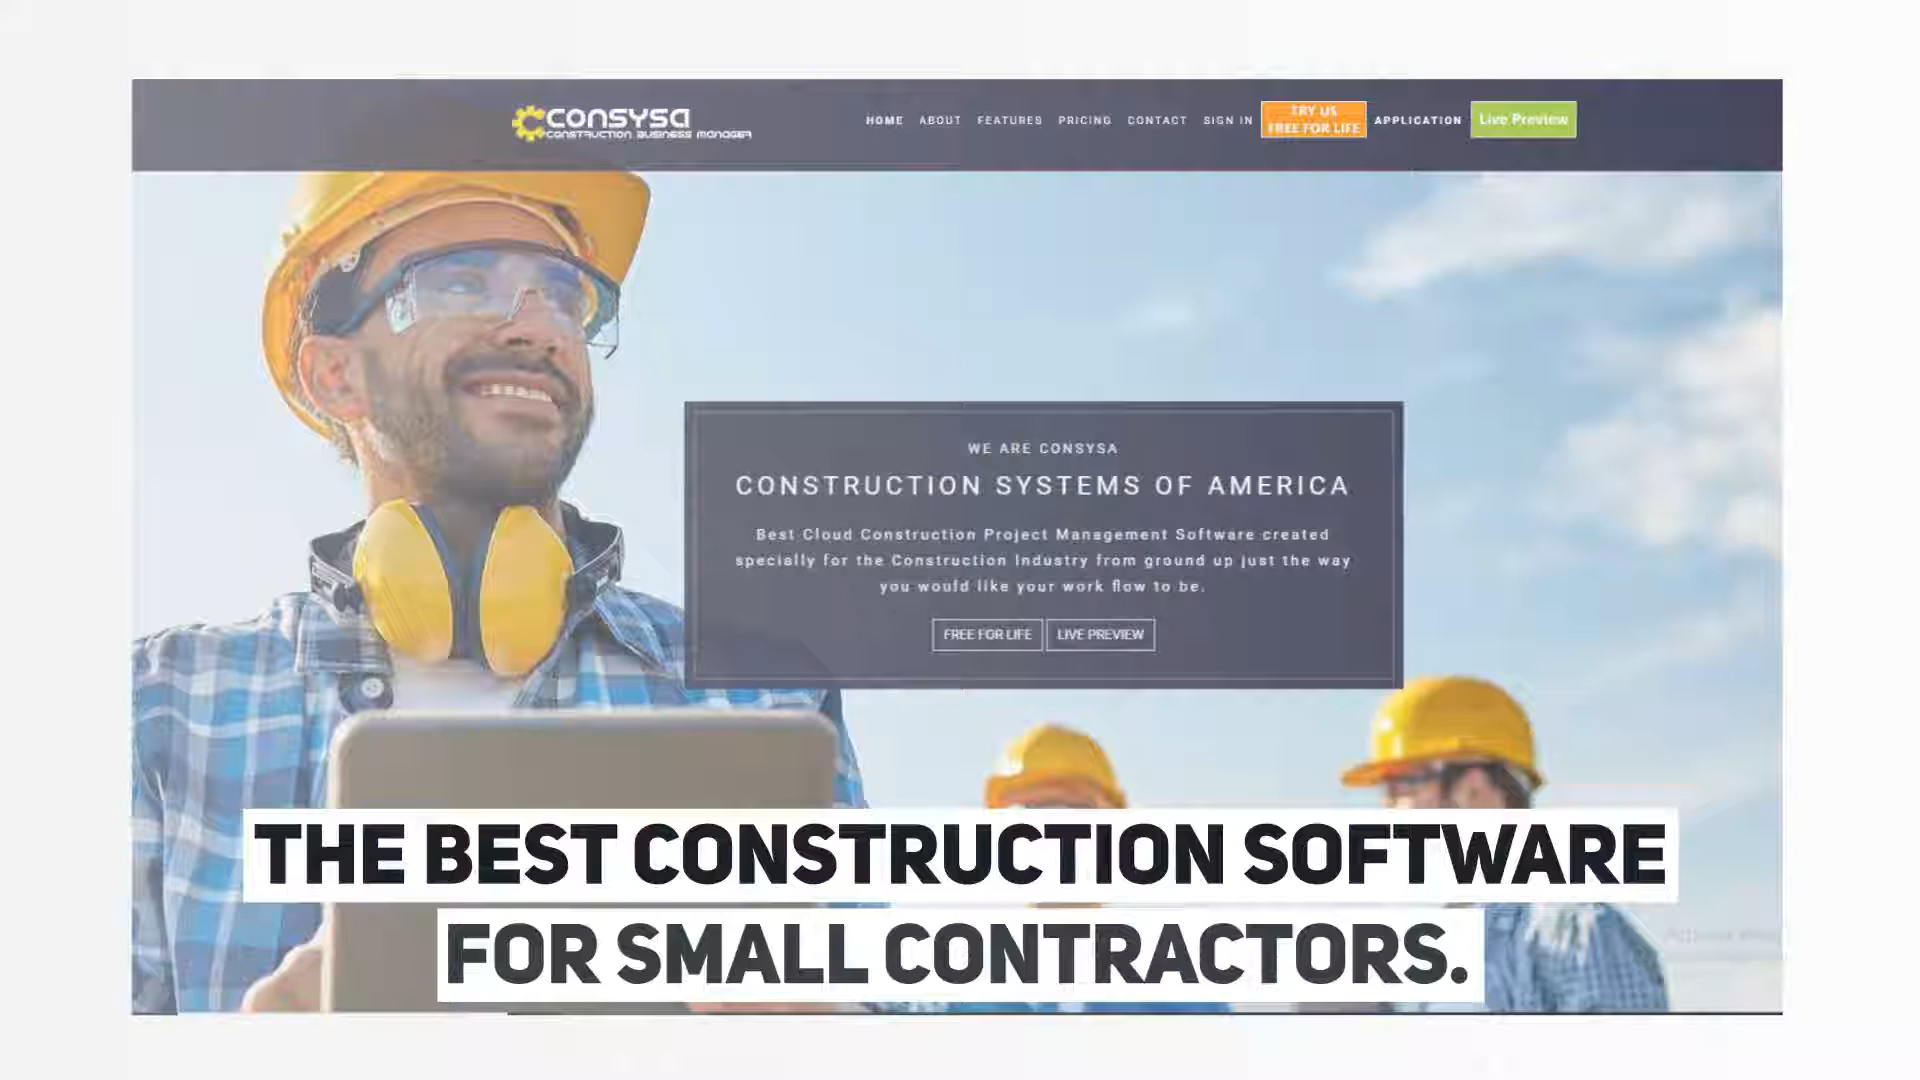 CONSYSA
CONSTRUCTION BUSINESS MANAGER
HOME ABOUT FEATURES PRICING CONTACT SIGN IN
TRY US
FREE FOR LIFE
APPLICATION
Live Preview
WE ARE CONSYSA
CONSTRUCTION SYSTEMS OF AMERICA
Best Cloud Construction Project Management Software created
specially for the Construction Industry from ground up just the way
you would like your work flow to be.
FREE FOR LIFE LIVE PREVIEW
THE BEST CONSTRUCTION SOFTWARE
FOR SMALL CONTRACTORS.